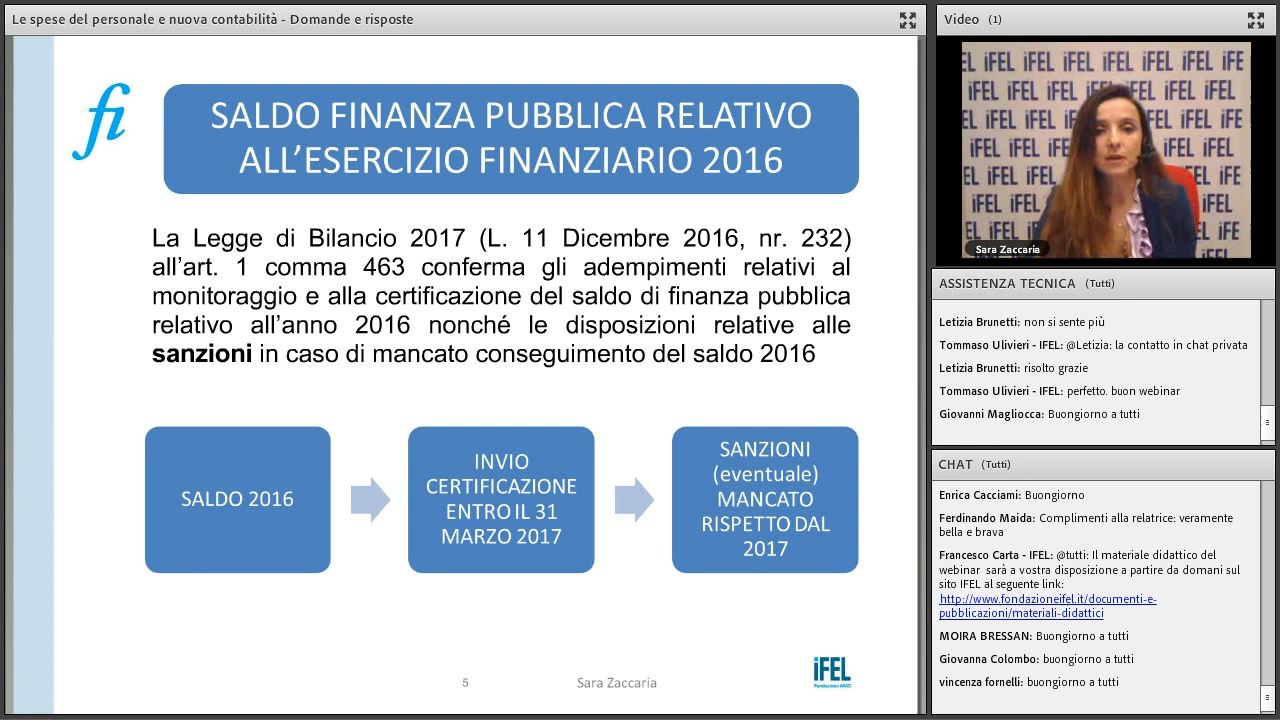 Le spese del personale e nuova contabilità - Domande e risposte
fi
SALDO FINANZA PUBBLICA RELATIVO
ALL'ESERCIZIO FINANZIARIO 2016
La Legge di Bilancio 2017 (L. 11 Dicembre 2016, nr. 232)
all'art. 1 comma 463 conferma gli adempimenti relativi al
monitoraggio e alla certificazione del saldo di finanza pubblica
relativo all'anno 2016 nonché le disposizioni relative alle
sanzioni in caso di mancato conseguimento del saldo 2016
SALDO 2016
INVIO
CERTIFICAZIONE
ENTRO IL 31
MARZO 2017
SANZIONI
(eventuale)
MANCATO
RISPETTO DAL
2017
5
Sara Zaccaria
iFEL
Fondazione ANCI
Video (1)
iFEL iFEL iFEL iFEL iFEL
Sara Zaccaria
ASSISTENZA TECNICA (Tutti)
Letizia Brunetti: non si sente più
Tommaso Ulivieri - IFEL: @Letizia: la contatto in chat privata
Letizia Brunetti: risolto grazie
Tommaso Ulivieri - IFEL: perfetto. buon webinar
Giovanni Magliocca: Buongiorno a tutti
CHAT (Tutti)
Enrica Cacciami: Buongiorno
Ferdinando Maida: Complimenti alla relatrice: veramente
bella e brava
Francesco Carta - IFEL: @tutti: Il materiale didattico del
webinar sarà a vostra disposizione a partire da domani sul
sito IFEL al seguente link:
http://www.fondazioneifel.it/documenti-e-
pubblicazioni/materiali-didattici
MOIRA BRESSAN: Buongiorno a tutti
Giovanna Colombo: buongiorno a tutti
vincenza fornelli: buongiorno a tutti